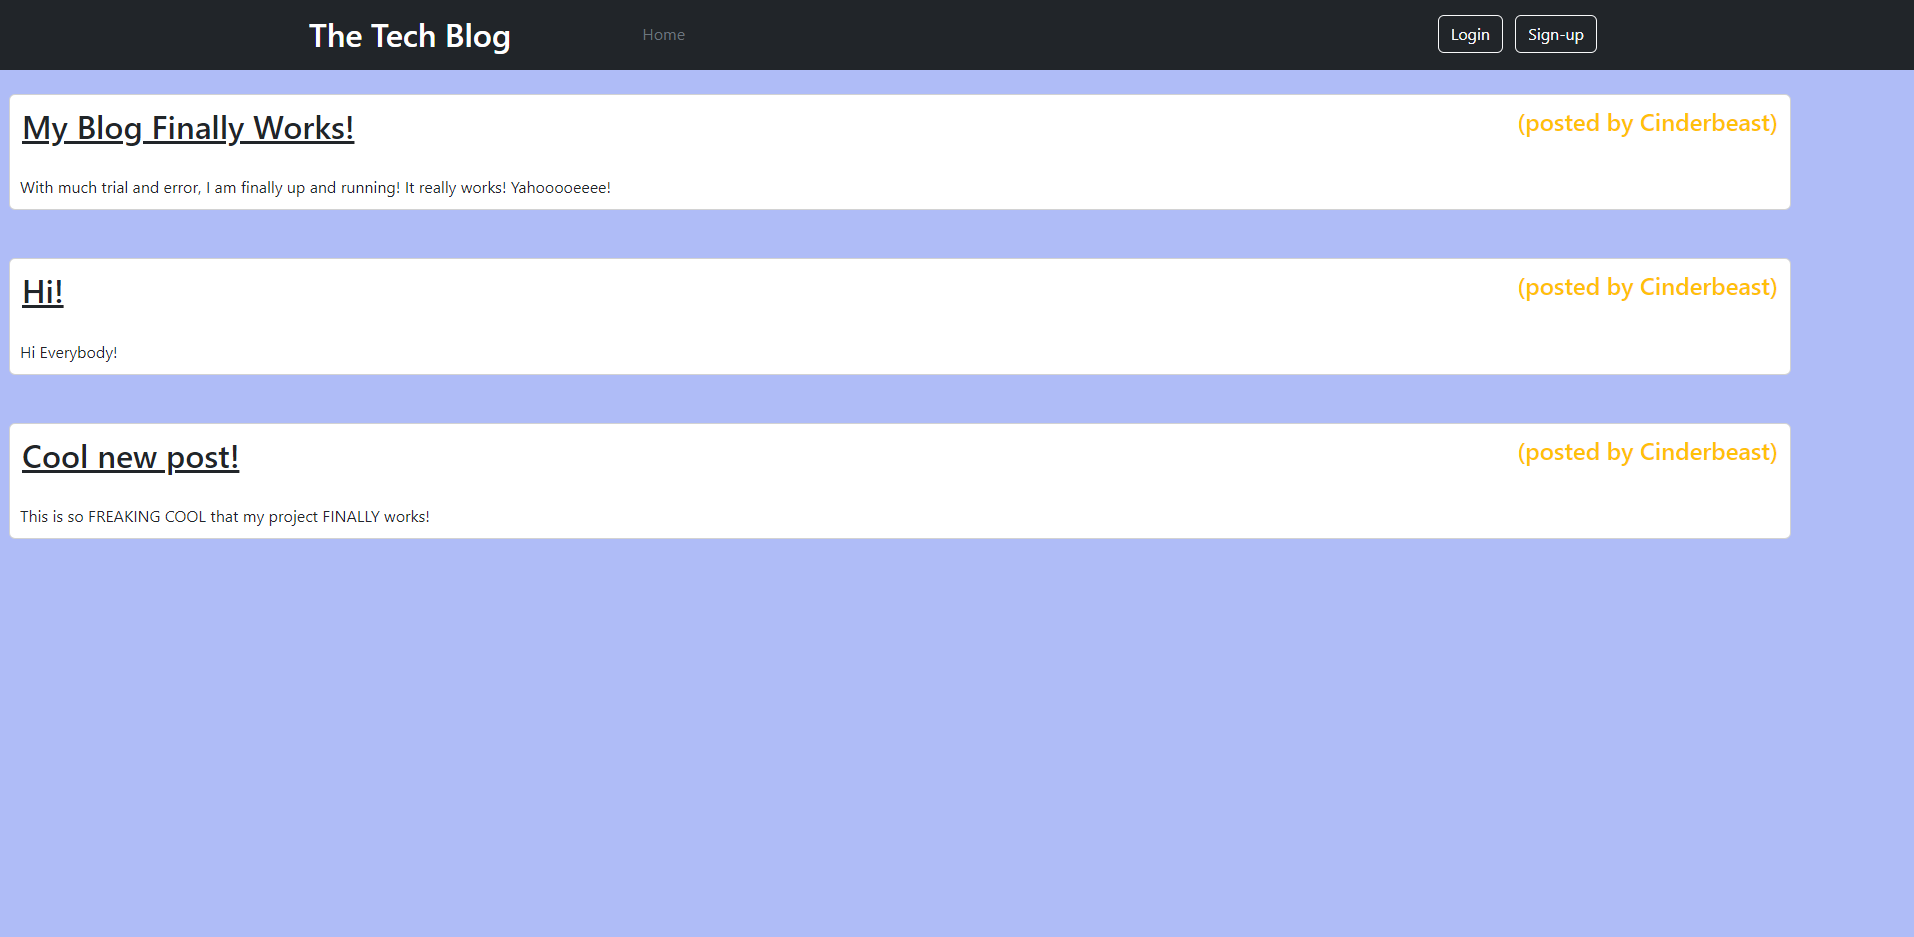 The Tech Blog
Home
Login
Sign-up
My Blog Finally Works!
(posted by Cinderbeast)
With much trial and error, I am finally up and running! It really works! Yahooooeeee!
Hi!
(posted by Cinderbeast)
Hi Everybody!
Cool new post!
(posted by Cinderbeast)
This is so FREAKING COOL that my project FINALLY works!